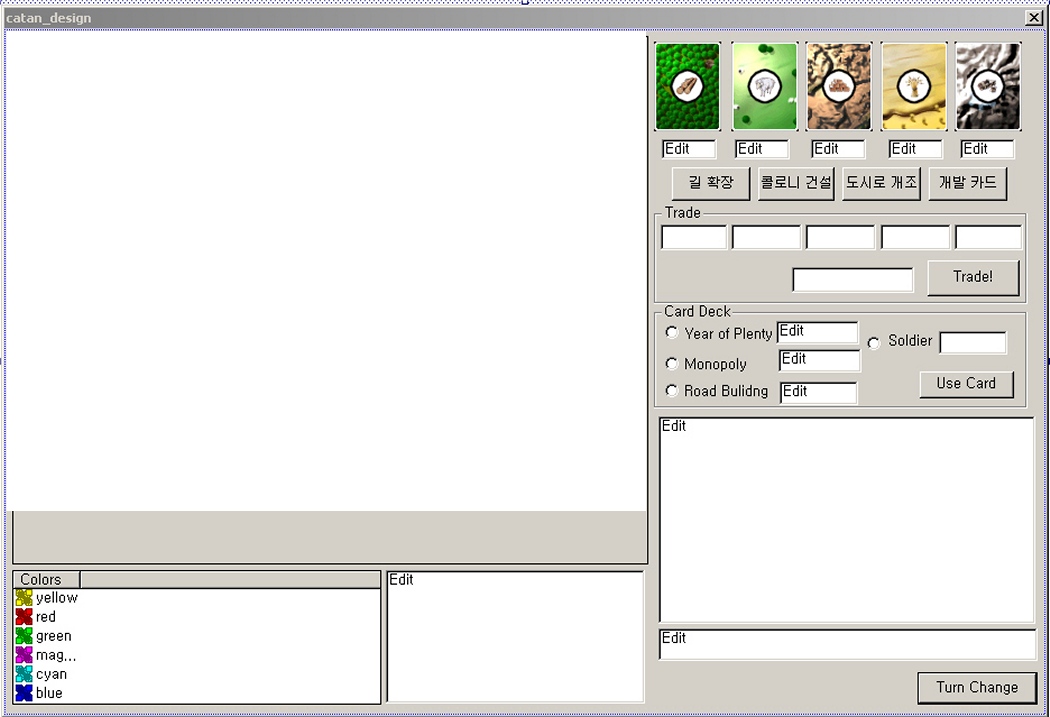 catan_design
Edit Edit Edit Edit Edit
길 확장 콜로니 건설 도시로 개조 개발 카드
Trade
Trade!
Card Deck
Year of Plenty Edit Soldier
Monopoly Edit
Road Bulidng Edit
Use Card
Edit
Colors
yellow
red
green
mag...
cyan
blue
Edit
Edit
Turn Change